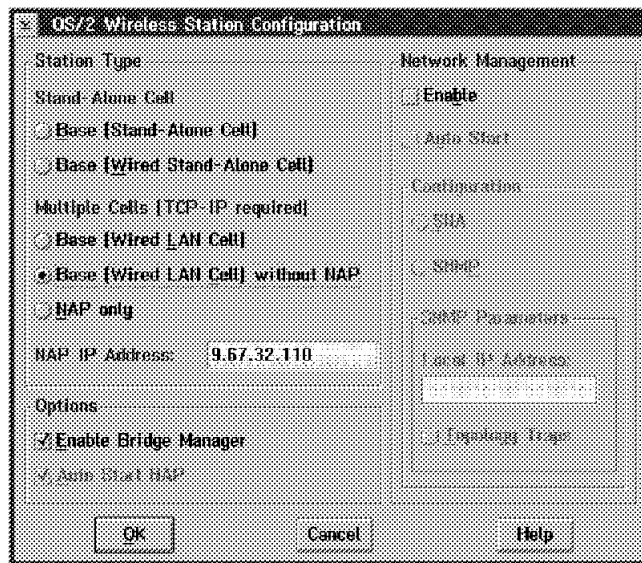 OS/2 Wireless Station Configuration
Station Type
Stand-Alone Cell
Base [Stand-Alone Cell]
Base [Wired Stand-Alone Cell]
Multiple Cells [TCP-IP required]
Base [Wired LAN Cell]
Base [Wired LAN Cell] without NAP
NAP only
NAP IP Address: 9.67.32.110
Options
Enable Bridge Manager
Auto Start NAP
OK Cancel Help
Network Management
Enable
Auto Start
Configuration
SNA
SNMP
SNMP Parameters
Local IP Address:
Topology Traps